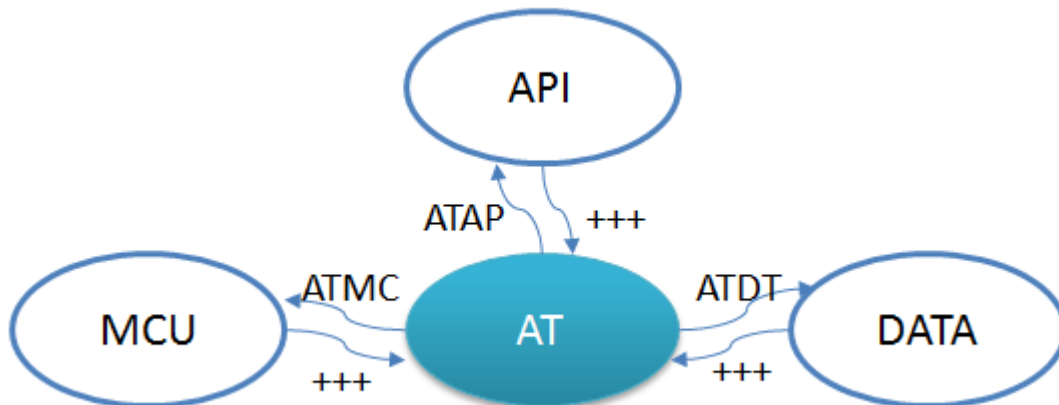 API
ATAP
+++
ATMC
ATDT
MCU
AT
DATA
+++
+++